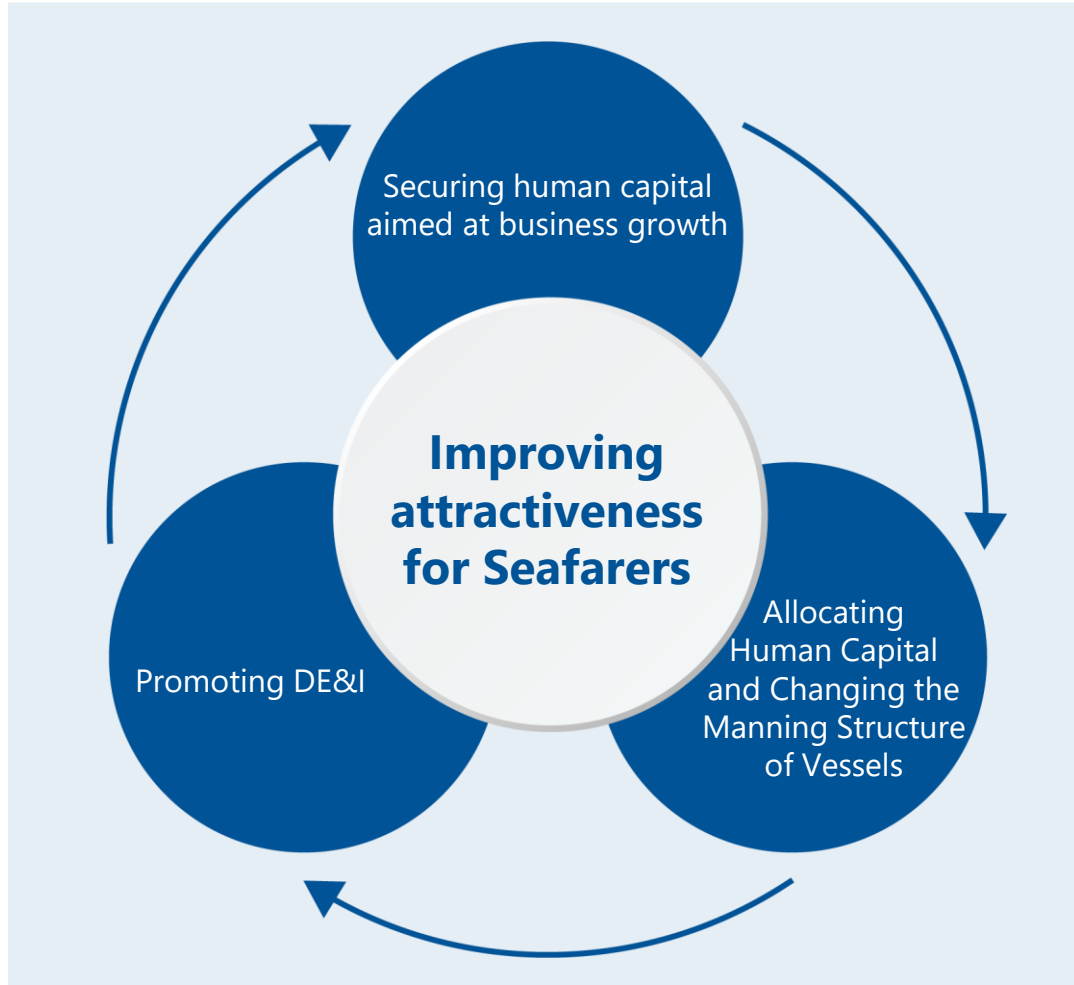 Securing human capital
aimed at business growth
Improving
attractiveness
for Seafarers
Promoting DE&I
Allocating
Human Capital
and Changing the
Manning Structure
of Vessels